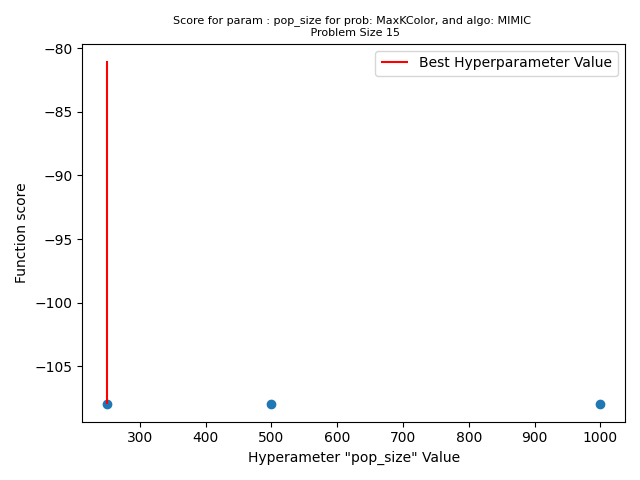 Score for param : pop_size for prob: MaxKColor, and algo: MIMIC
Problem Size 15
Best Hyperparameter Value
Function score
−80
−85
−90
−95
−100
−105
300 400 500 600 700 800 900 1000
Hyperameter "pop_size" Value